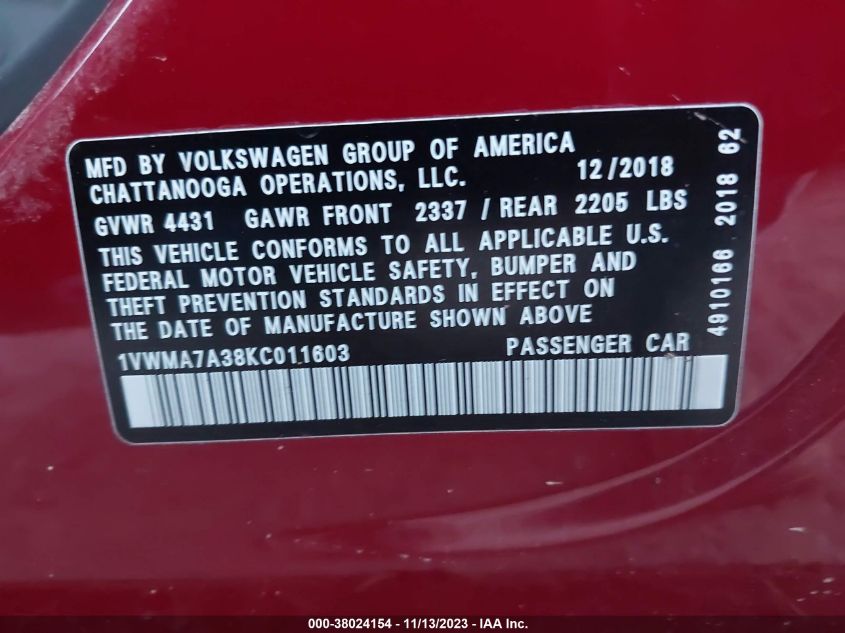 MFD BY VOLKSWAGEN GROUP OF AMERICA
CHATTANOOGA OPERATIONS, LLC. 12/2018
GVWR 4431 GAWR FRONT 2337 / REAR 2205 LBS
THIS VEHICLE CONFORMS TO ALL APPLICABLE U.S.
FEDERAL MOTOR VEHICLE SAFETY, BUMPER AND
THEFT PREVENTION STANDARDS IN EFFECT ON
THE DATE OF MANUFACTURE SHOWN ABOVE
1VWMA7A38KC011603 PASSENGER CAR
4910166 2018 62
000-38024154 - 11/13/2023 - IAA Inc.